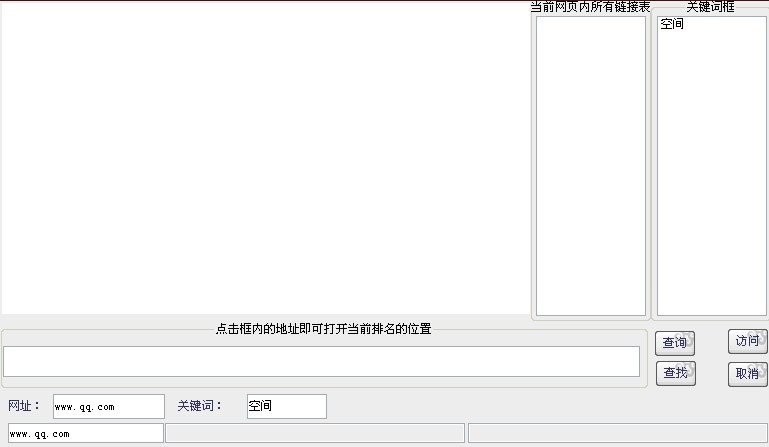 当前网页内所有链接表
关键词框
空间
点击框内的地址即可打开当前排名的位置
查询
访问
查找
取消
网址：
www.qq.com
关键词：
空间
www.qq.com